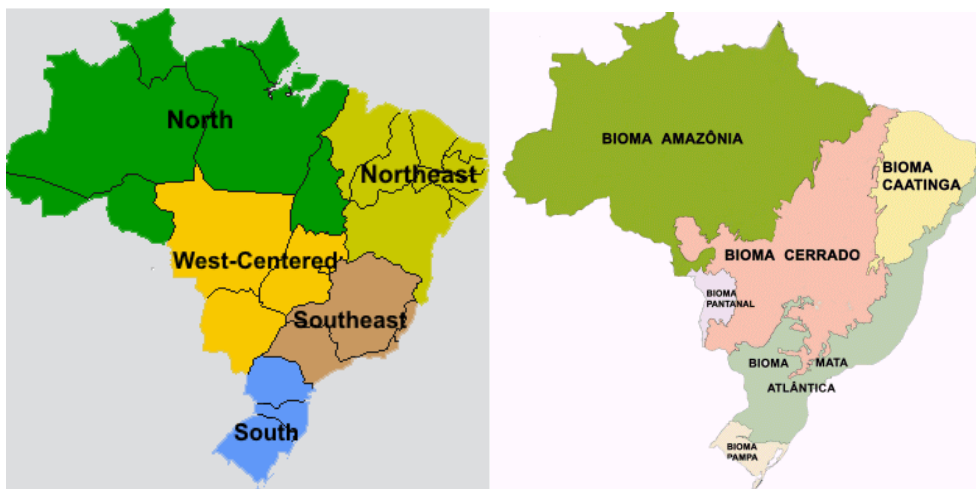 North
Northeast
West-Centered
Southeast
South
BIOMA AMAZÔNIA
BIOMA
CAATINGA
BIOMA CERRADO
BIOMA
PANTANAL
BIOMA MATA
ATLÂNTICA
BIOMA
PAMPA